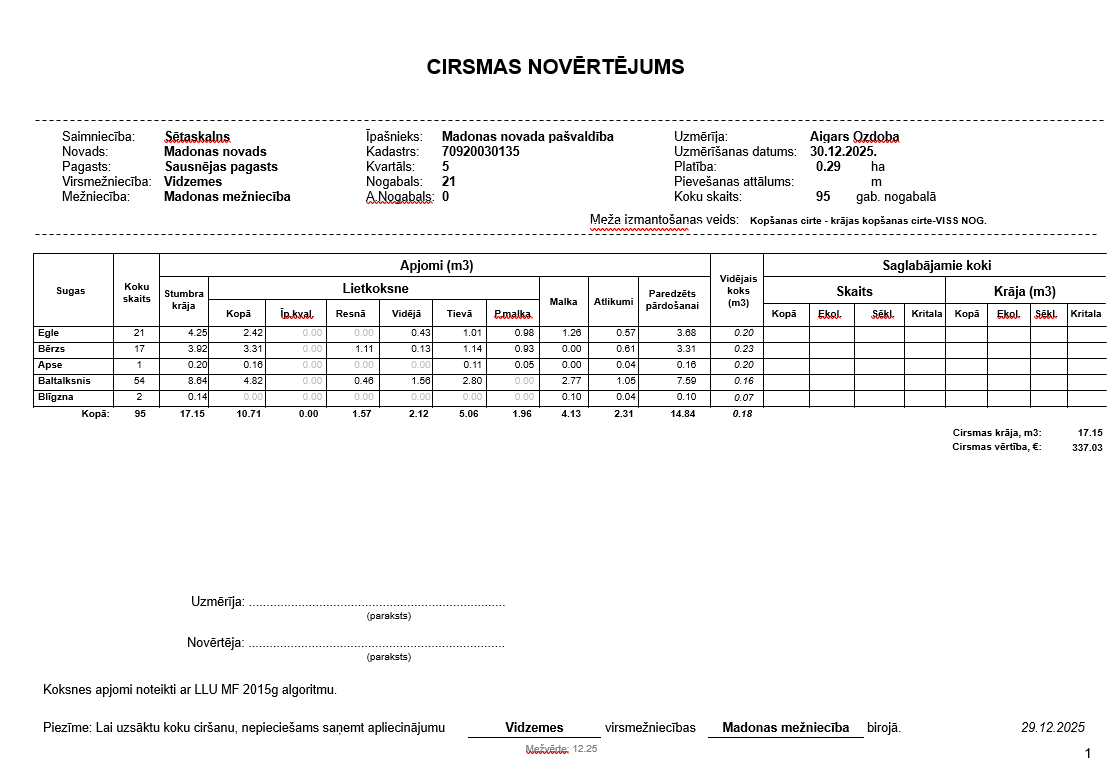 CIRSMAS NOVĒRTĒJUMS
Saimniecība: Sētaskalns Īpašnieks: Madonas novada pašvaldība Uzmērīja: Aigars Ozdoba
Novads: Madonas novads Kadastrs: 70920030135 Uzmērīšanas datums: 30.12.2025.
Pagasts: Sausnējas pagasts Kvartāls: 5 Platība: 0.29 ha
Virsmežniecība: Vidzemes Nogabals: 21 Pievešanas attālums: m
Mežniecība: Madonas mežniecība A.Nogabals: 0 Koku skaits: 95 gab. nogabalā
Meža izmantošanas veids: Kopšanas cirte - krājas kopšanas cirte-VISS NOG.
Sugas Koku skaits Apjomi (m3) Vidējais koks (m3) Saglabājamie koki
Stumbra krāja Lietkoksne Malka Atlikumi Paredzēts pārdošanai Skaits Krāja (m3)
Kopā Īp.kval. Resnā Vidējā Tievā P.malka Kopā Ekol. Sēkl. Kritala Kopā Ekol. Sēkl. Kritala
Egle 21 4.25 2.42 0.00 0.00 0.43 1.01 0.98 1.26 0.57 3.68 0.20
Bērzs 17 3.92 3.31 0.00 1.11 0.13 1.14 0.93 0.00 0.61 3.31 0.23
Apse 1 0.20 0.16 0.00 0.00 0.00 0.11 0.05 0.00 0.04 0.16 0.20
Baltalksnis 54 8.64 4.82 0.00 0.46 1.56 2.80 0.00 2.77 1.05 7.59 0.16
Blīgzna 2 0.14 0.00 0.00 0.00 0.00 0.00 0.00 0.10 0.04 0.10 0.07
Kopā: 95 17.15 10.71 0.00 1.57 2.12 5.06 1.96 4.13 2.31 14.84 0.18
Cirsmas krāja, m3: 17.15
Cirsmas vērtība, €: 337.03
Uzmērīja: ..........................................................................
(paraksts)
Novērtēja: ..........................................................................
(paraksts)
Koksnes apjomi noteikti ar LLU MF 2015g algoritmu.
Piezīme: Lai uzsāktu koku ciršanu, nepieciešams saņemt apliecinājumu Vidzemes virsmežniecības Madonas mežniecība birojā. 29.12.2025
Mežvērte: 12.25
1